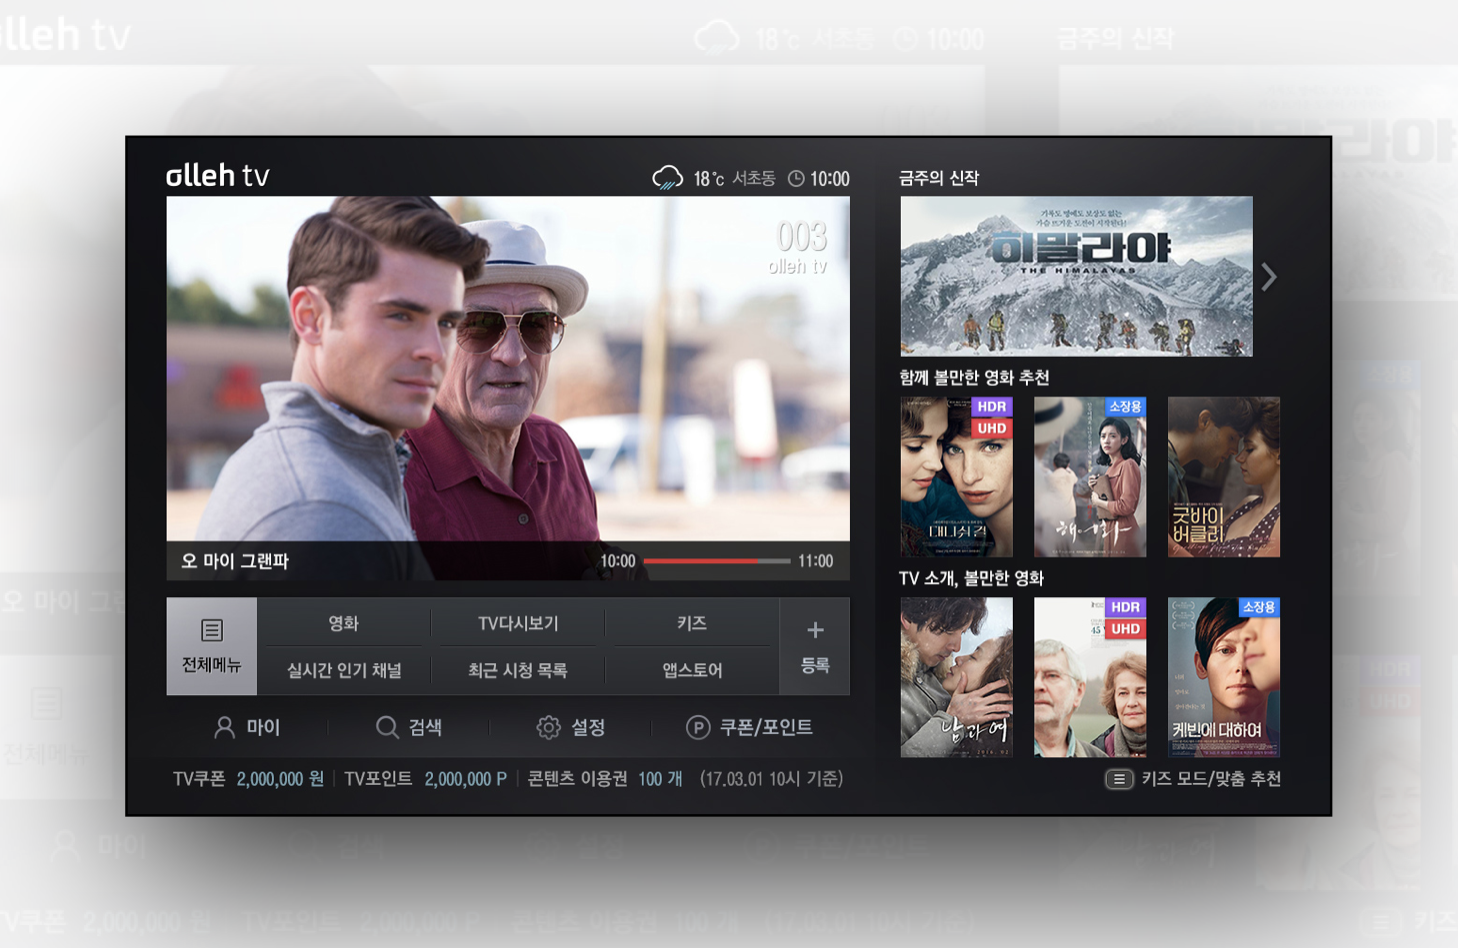 olleh tv
18°c 서초동 10:00
003
olleh tv
오 마이 그랜파
10:00 11:00
전체메뉴
영화 TV다시보기 키즈
실시간 인기 채널 최근 시청 목록 앱스토어
+
등록
마이 검색 설정 P 쿠폰/포인트
TV쿠폰 2,000,000 원 TV포인트 2,000,000 P 콘텐츠 이용권 100 개 (17.03.01 10시 기준)
금주의 신작
히말라야
THE HIMALAYAS
함께 볼만한 영화 추천
HDR
UHD
대니쉬 걸
소장용
해어화
굿바이
버클리
TV 소개, 볼만한 영화
남과여
2016. 02
HDR
UHD
45
소장용
케빈에 대하여
키즈 모드/맞춤 추천